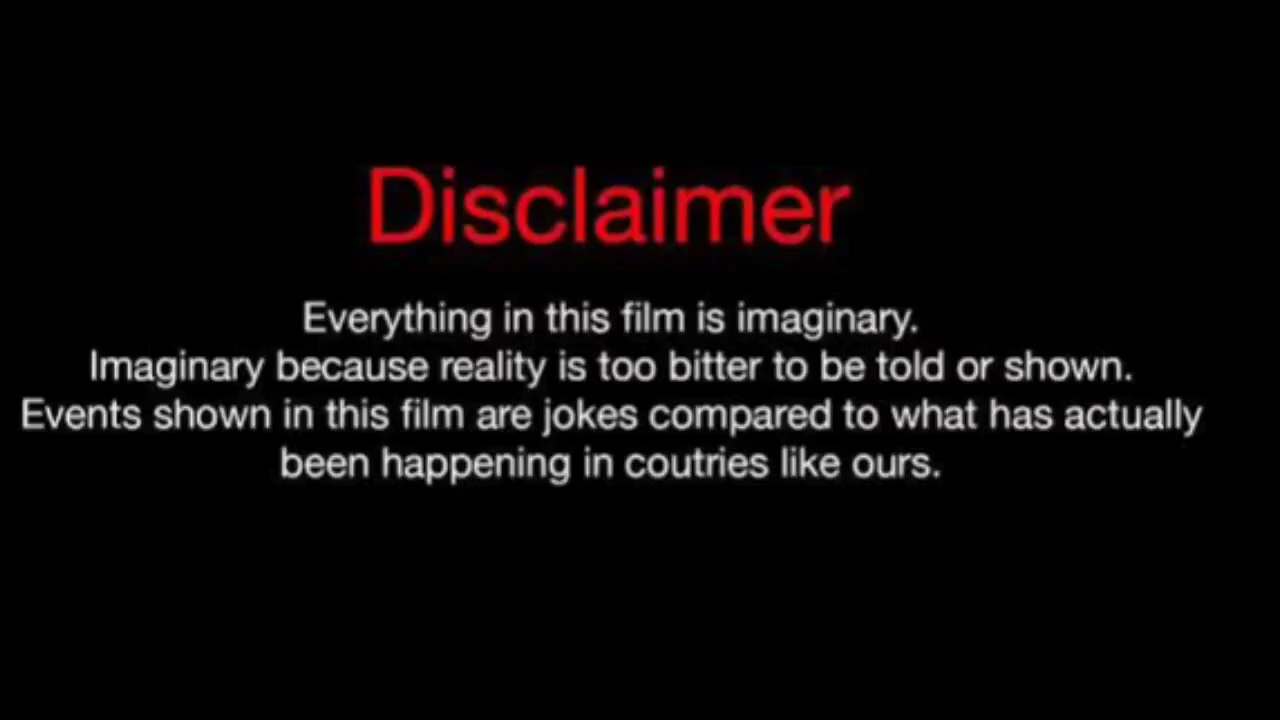 Disclaimer
Everything in this film is imaginary.
Imaginary because reality is too bitter to be told or shown.
Events shown in this film are jokes compared to what has actually
been happening in coutries like ours.